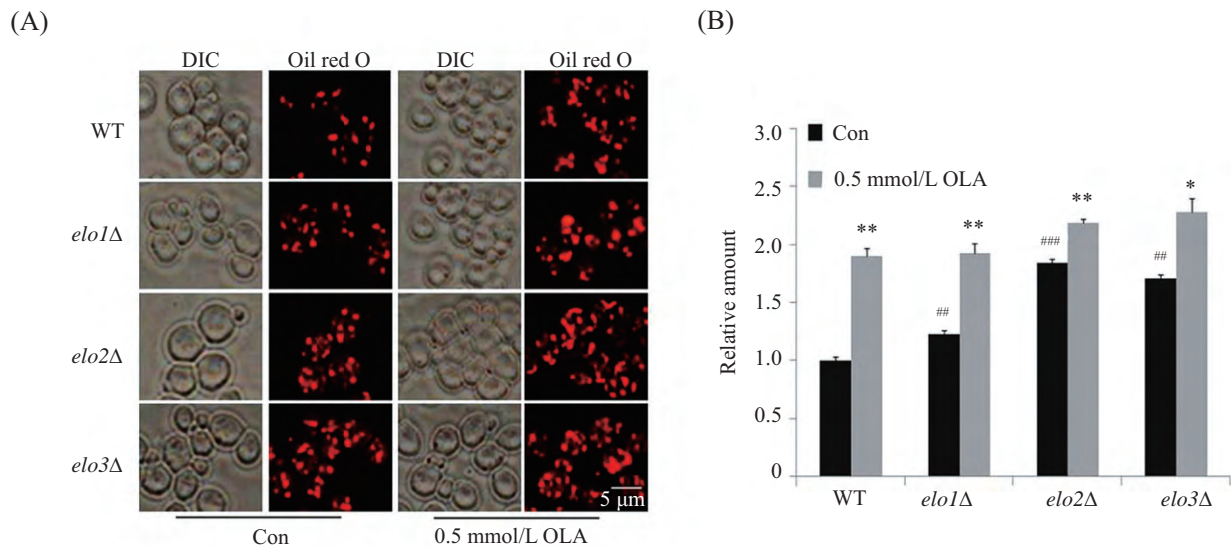 (A)
DIC Oil red O DIC Oil red O
WT
elo1Δ
elo2Δ
elo3Δ
5 μm
Con 0.5 mmol/L OLA
(B)
3.0
2.5
2.0
1.5
1.0
0.5
0
Relative amount
Con
0.5 mmol/L OLA
**
##
**
###
**
##
*
WT elo1Δ elo2Δ elo3Δ